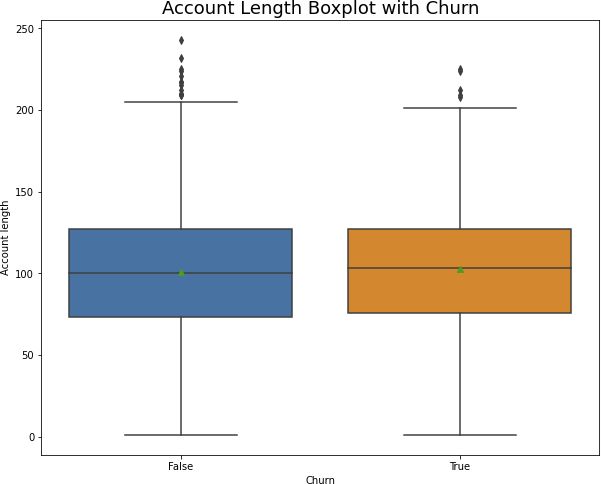 Account Length Boxplot with Churn
250
200
150
100
50
0
Account length
False
True
Churn